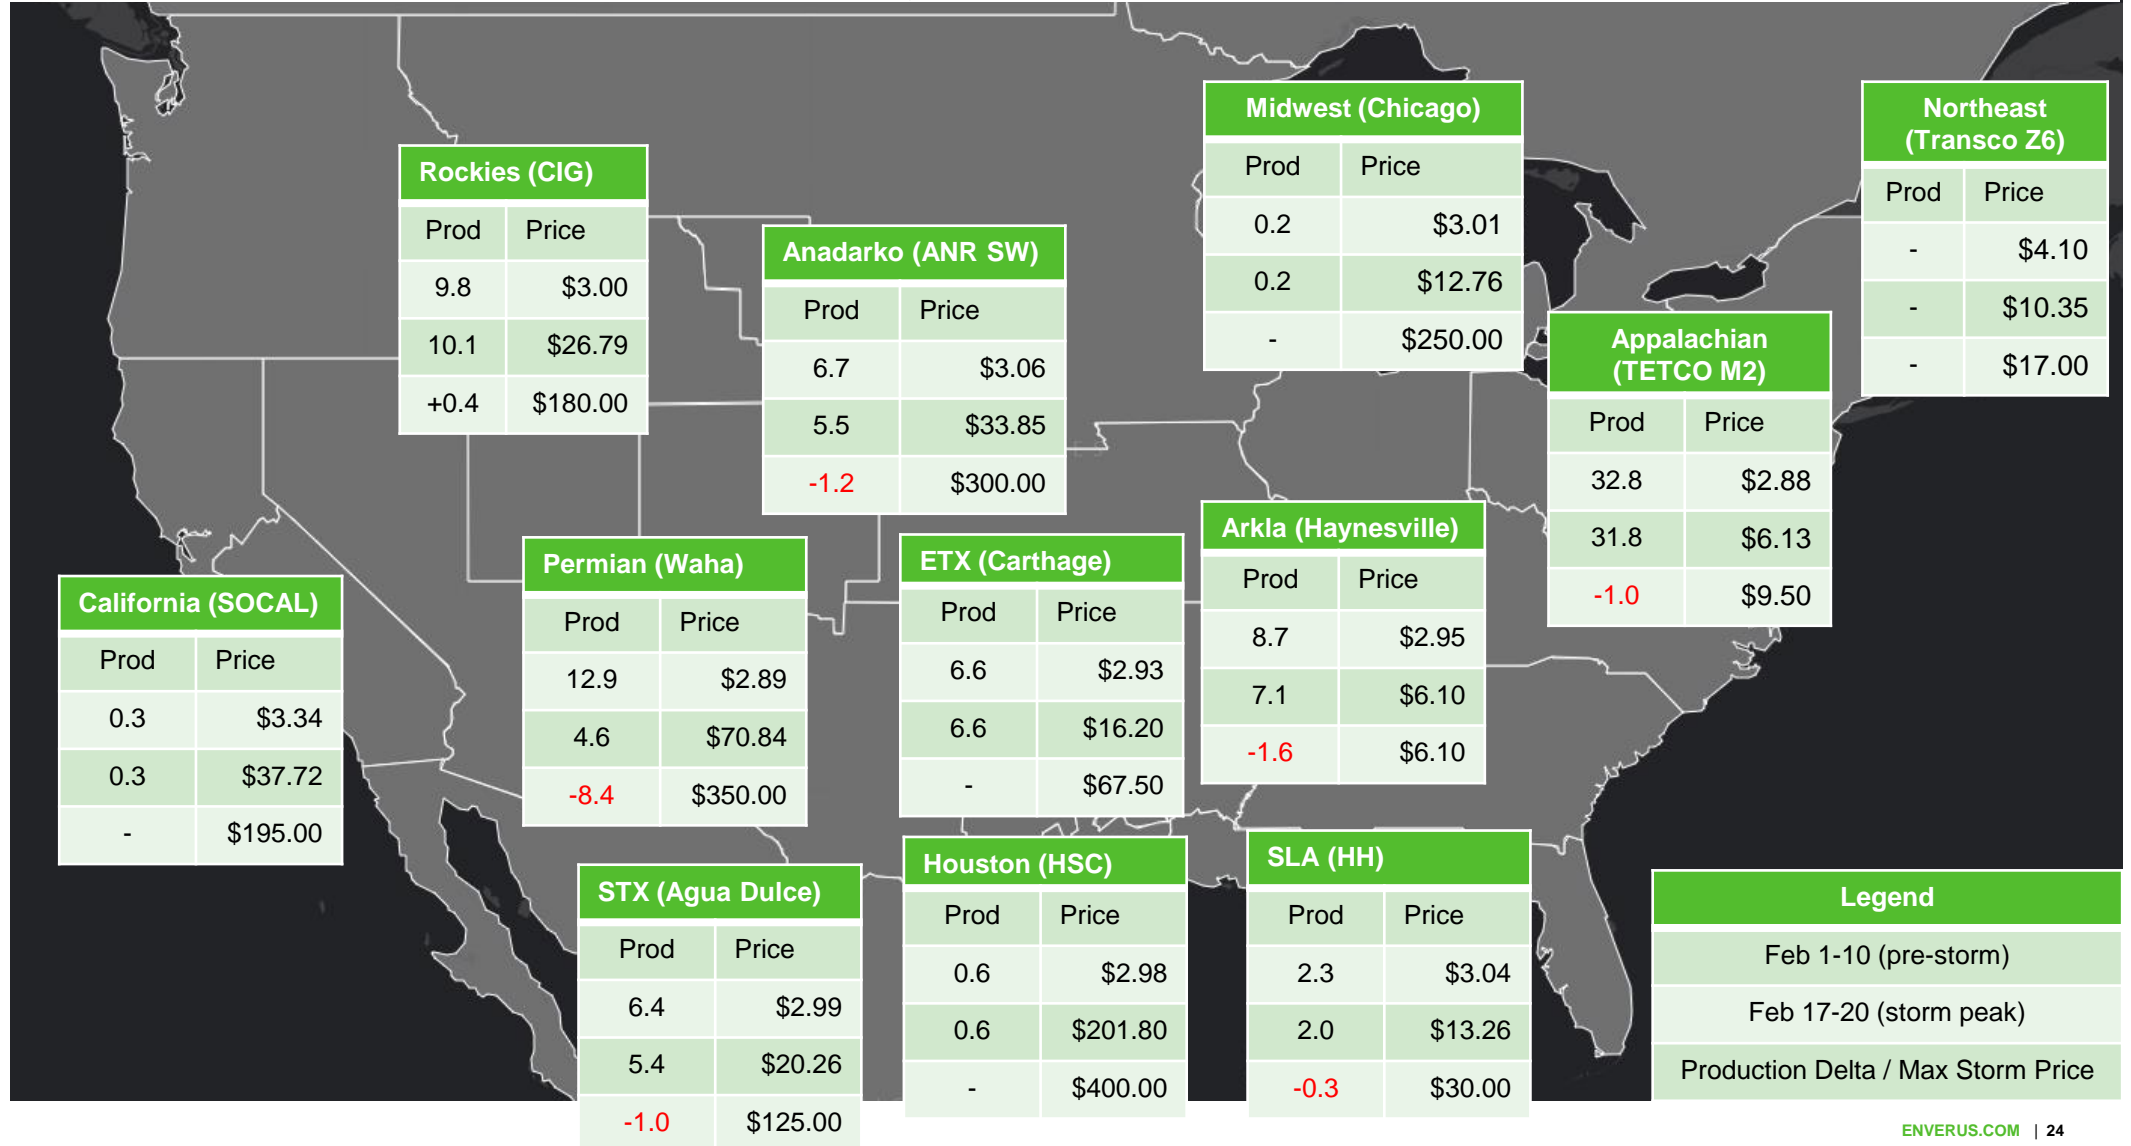 Rockies (CIG)
Prod Price
9.8 $3.00
10.1 $26.79
+0.4 $180.00
Anadarko (ANR SW)
Prod Price
6.7 $3.06
5.5 $33.85
-1.2 $300.00
Midwest (Chicago)
Prod Price
0.2 $3.01
0.2 $12.76
- $250.00
Northeast
(Transco Z6)
Prod Price
- $4.10
- $10.35
- $17.00
Appalachian
(TETCO M2)
Prod Price
32.8 $2.88
31.8 $6.13
-1.0 $9.50
California (SOCAL)
Prod Price
0.3 $3.34
0.3 $37.72
- $195.00
Permian (Waha)
Prod Price
12.9 $2.89
4.6 $70.84
-8.4 $350.00
ETX (Carthage)
Prod Price
6.6 $2.93
6.6 $16.20
- $67.50
Arkla (Haynesville)
Prod Price
8.7 $2.95
7.1 $6.10
-1.6 $6.10
STX (Agua Dulce)
Prod Price
6.4 $2.99
5.4 $20.26
-1.0 $125.00
Houston (HSC)
Prod Price
0.6 $2.98
0.6 $201.80
- $400.00
SLA (HH)
Prod Price
2.3 $3.04
2.0 $13.26
-0.3 $30.00
Legend
Feb 1-10 (pre-storm)
Feb 17-20 (storm peak)
Production Delta / Max Storm Price
ENVERUS.COM | 24